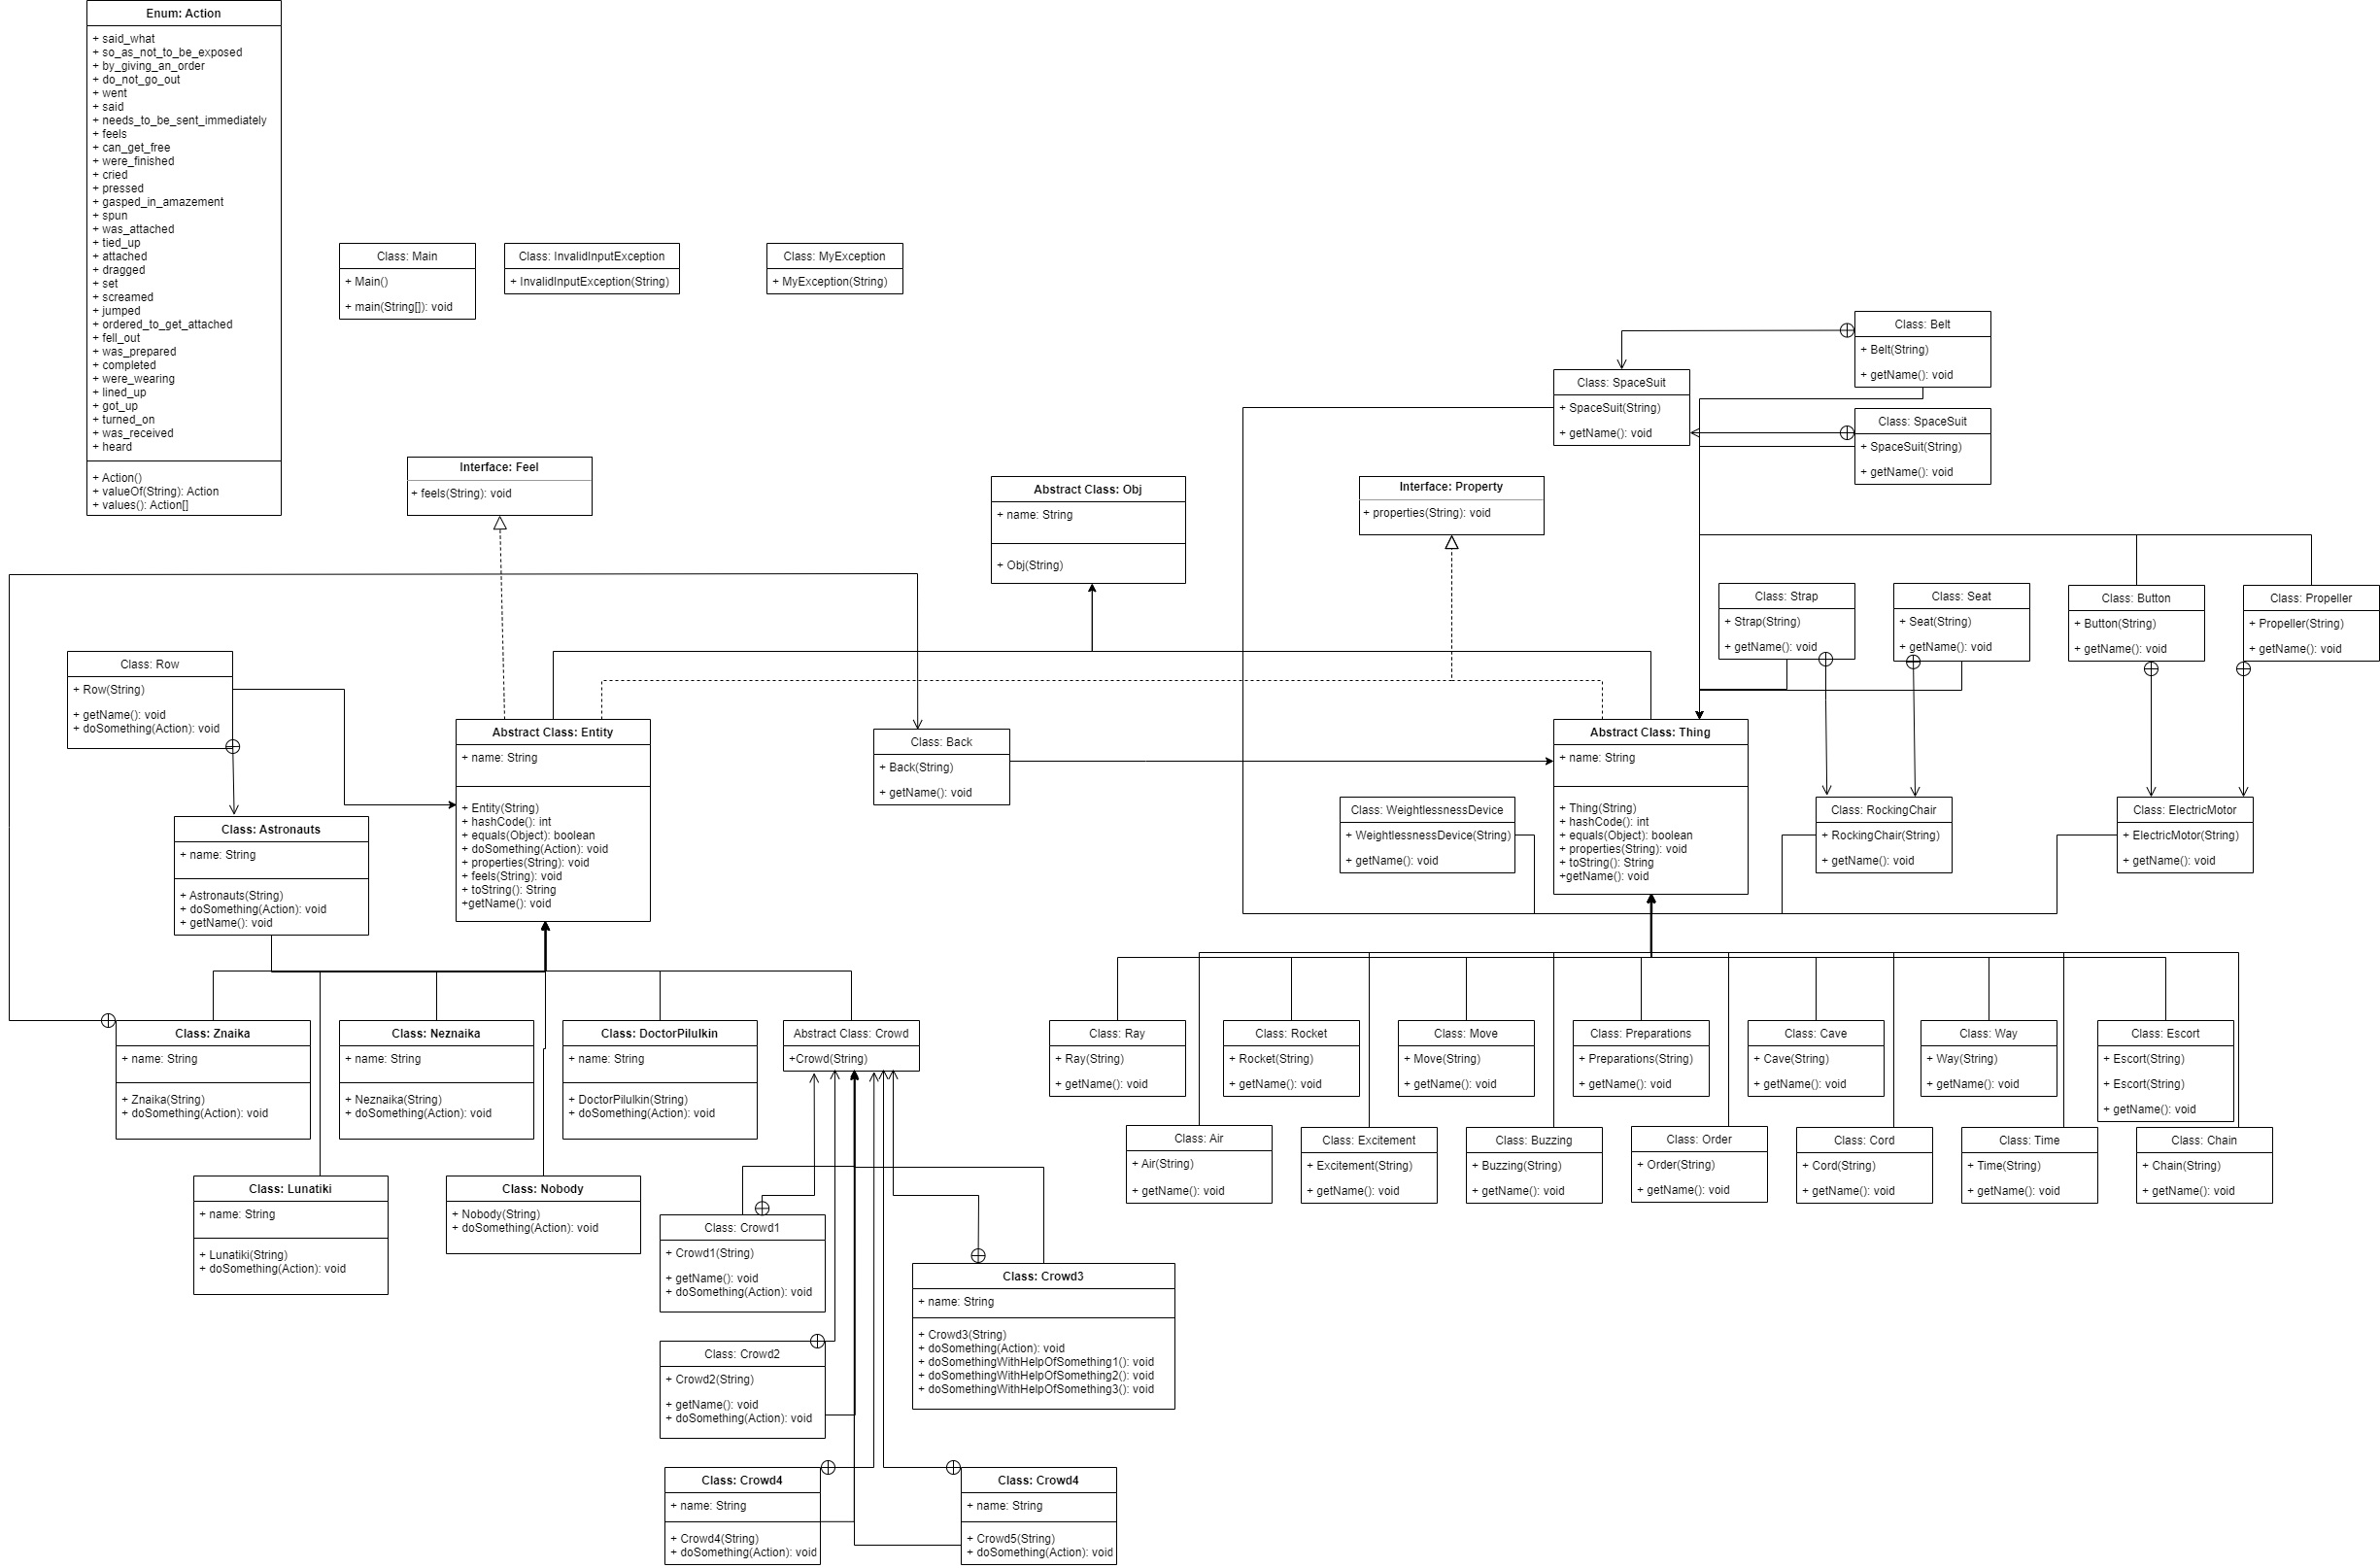 Enum: Action
+ said_what
+ so_as_not_to_be_exposed
+ by_giving_an_order
+ do_not_go_out
+ went
+ said
+ needs_to_be_sent_immediately
+ feels
+ can_get_free
+ were_finished
+ cried
+ pressed
+ gasped_in_amazement
+ spun
+ was_attached
+ tied_up
+ attached
+ dragged
+ set
+ screamed
+ jumped
+ ordered_to_get_attached
+ fell_out
+ was_prepared
+ completed
+ were_wearing
+ lined_up
+ got_up
+ turned_on
+ was_received
+ heard
+ Action()
+ valueOf(String): Action
+ values(): Action[]
Class: Main
+ Main()
+ main(String[]): void
Class: InvalidInputException
+ InvalidInputException(String)
Class: MyException
+ MyException(String)
Class: Belt
+ Belt(String)
+ getName(): void
Class: SpaceSuit
+ SpaceSuit(String)
+ getName(): void
Class: SpaceSuit
+ SpaceSuit(String)
+ getName(): void
Interface: Feel
+ feels(String): void
Abstract Class: Obj
+ name: String
+ Obj(String)
Interface: Property
+ properties(String): void
Class: Strap
+ Strap(String)
+ getName(): void
Class: Seat
+ Seat(String)
+ getName(): void
Class: Button
+ Button(String)
+ getName(): void
Class: Propeller
+ Propeller(String)
+ getName(): void
Class: Row
+ Row(String)
+ getName(): void
+ doSomething(Action): void
Abstract Class: Entity
+ name: String
+ Entity(String)
+ hashCode(): int
+ equals(Object): boolean
+ doSomething(Action): void
+ properties(String): void
+ feels(String): void
+ toString(): String
+getName(): void
Class: Back
+ Back(String)
+ getName(): void
Abstract Class: Thing
+ name: String
+ Thing(String)
+ hashCode(): int
+ equals(Object): boolean
+ properties(String): void
+ toString(): String
+getName(): void
Class: WeightlessnessDevice
+ WeightlessnessDevice(String)
+ getName(): void
Class: RockingChair
+ RockingChair(String)
+ getName(): void
Class: ElectricMotor
+ ElectricMotor(String)
+ getName(): void
Class: Astronauts
+ name: String
+ Astronauts(String)
+ doSomething(Action): void
+ getName(): void
Class: Znaika
+ name: String
+ Znaika(String)
+ doSomething(Action): void
Class: Neznaika
+ name: String
+ Neznaika(String)
+ doSomething(Action): void
Class: DoctorPilulkin
+ name: String
+ DoctorPilulkin(String)
+ doSomething(Action): void
Abstract Class: Crowd
+Crowd(String)
Class: Ray
+ Ray(String)
+ getName(): void
Class: Rocket
+ Rocket(String)
+ getName(): void
Class: Move
+ Move(String)
+ getName(): void
Class: Preparations
+ Preparations(String)
+ getName(): void
Class: Cave
+ Cave(String)
+ getName(): void
Class: Way
+ Way(String)
+ getName(): void
Class: Escort
+ Escort(String)
+ Escort(String)
+ getName(): void
Class: Air
+ Air(String)
+ getName(): void
Class: Excitement
+ Excitement(String)
+ getName(): void
Class: Buzzing
+ Buzzing(String)
+ getName(): void
Class: Order
+ Order(String)
+ getName(): void
Class: Cord
+ Cord(String)
+ getName(): void
Class: Time
+ Time(String)
+ getName(): void
Class: Chain
+ Chain(String)
+ getName(): void
Class: Lunatiki
+ name: String
+ Lunatiki(String)
+ doSomething(Action): void
Class: Nobody
+ Nobody(String)
+ doSomething(Action): void
Class: Crowd1
+ Crowd1(String)
+ getName(): void
+ doSomething(Action): void
Class: Crowd3
+ name: String
+ Crowd3(String)
+ doSomething(Action): void
+ doSomethingWithHelpOfSomething1(): void
+ doSomethingWithHelpOfSomething2(): void
+ doSomethingWithHelpOfSomething3(): void
Class: Crowd2
+ Crowd2(String)
+ getName(): void
+ doSomething(Action): void
Class: Crowd4
+ name: String
+ Crowd4(String)
+ doSomething(Action): void
Class: Crowd4
+ name: String
+ Crowd5(String)
+ doSomething(Action): void